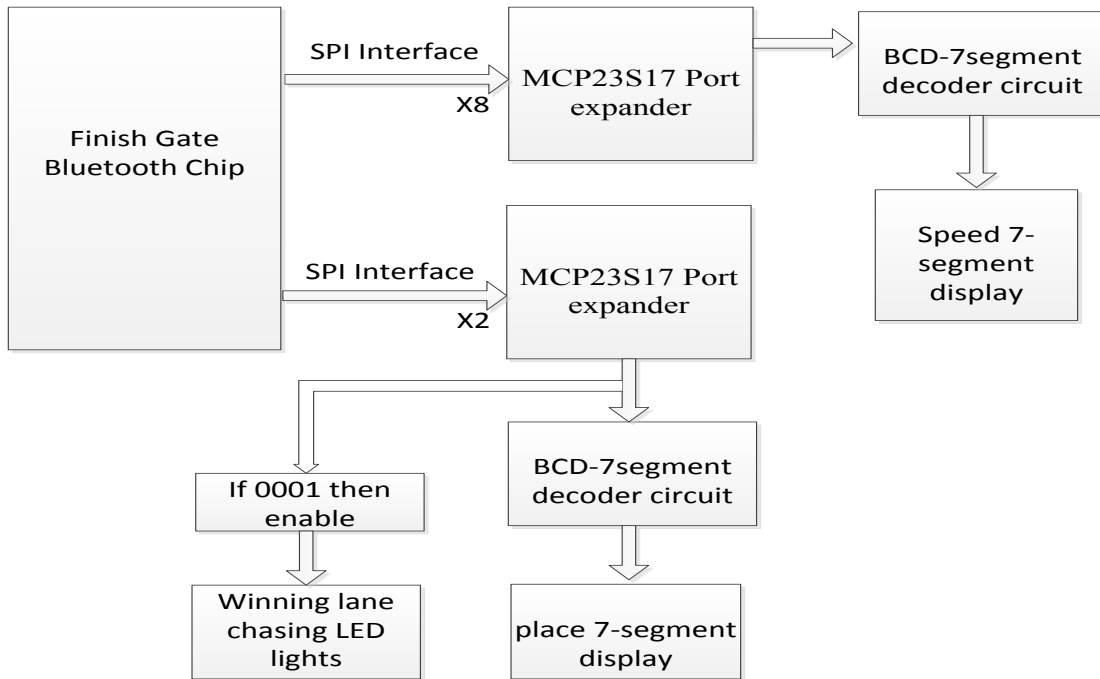 Finish Gate
Bluetooth Chip
SPI Interface
X8
MCP23S17 Port
expander
BCD-7segment
decoder circuit
Speed 7-
segment
display
SPI Interface
X2
MCP23S17 Port
expander
If 0001 then
enable
Winning lane
chasing LED
lights
BCD-7segment
decoder circuit
place 7-segment
display